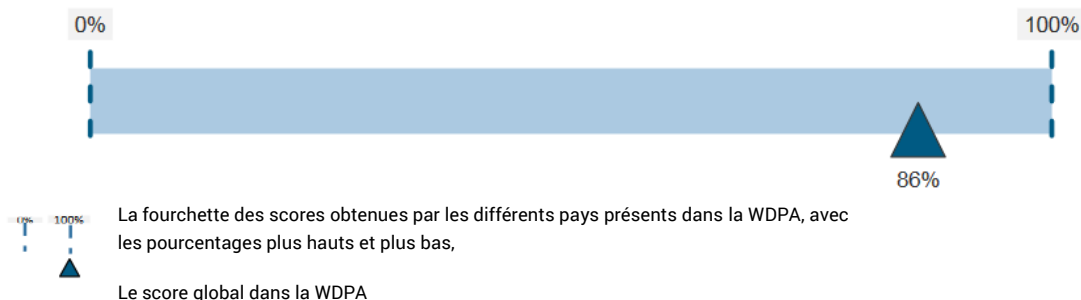 0% 100%
86%
0% 100%
La fourchette des scores obtenues par les différents pays présents dans la WDPA, avec
les pourcentages plus hauts et plus bas,
Le score global dans la WDPA